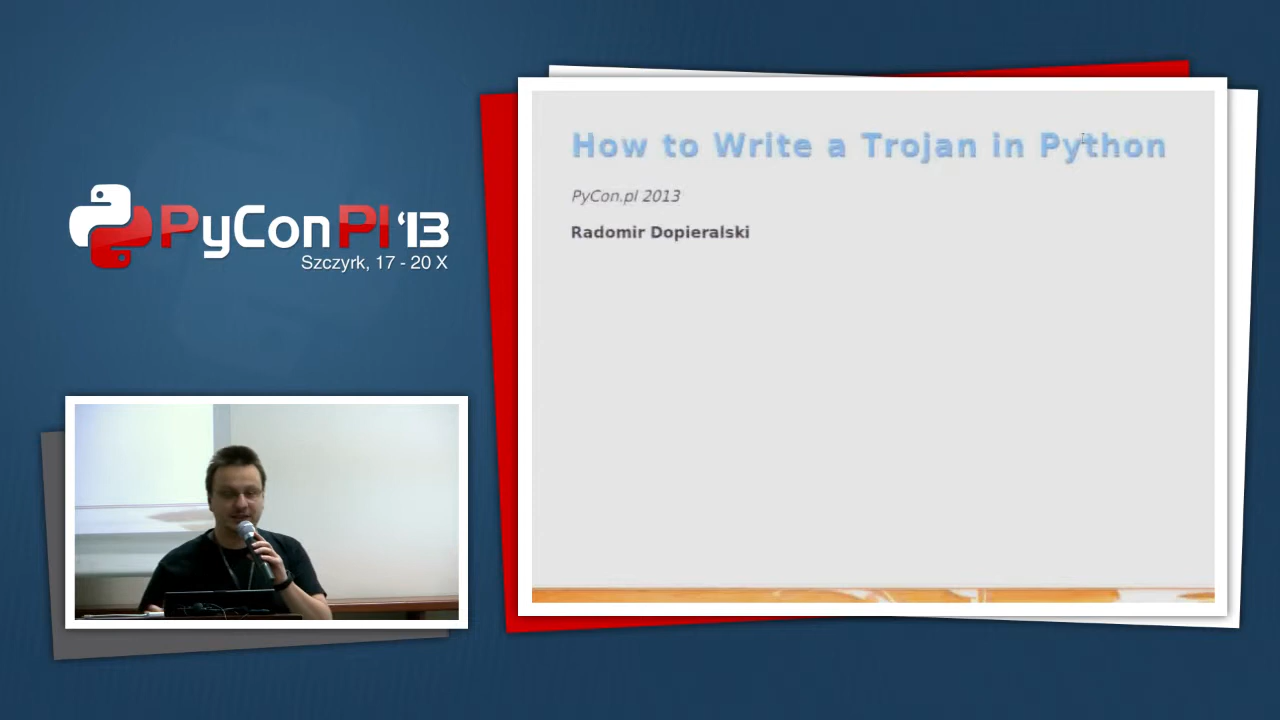 PyConPl '13
Szczyrk, 17 - 20 X
How to Write a Trojan in Python
PyCon.pl 2013
Radomir Dopieralski